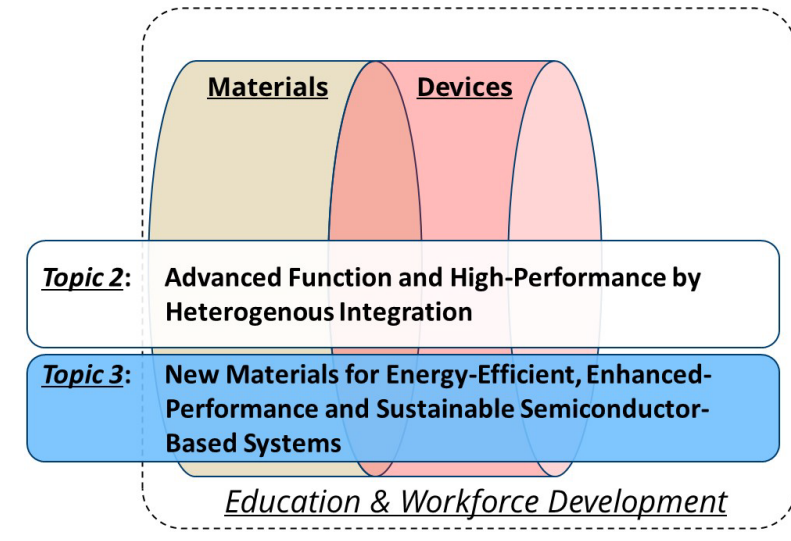 Materials Devices
Topic 2: Advanced Function and High-Performance by
Heterogenous Integration
Topic 3: New Materials for Energy-Efficient, Enhanced-
Performance and Sustainable Semiconductor-
Based Systems
Education & Workforce Development